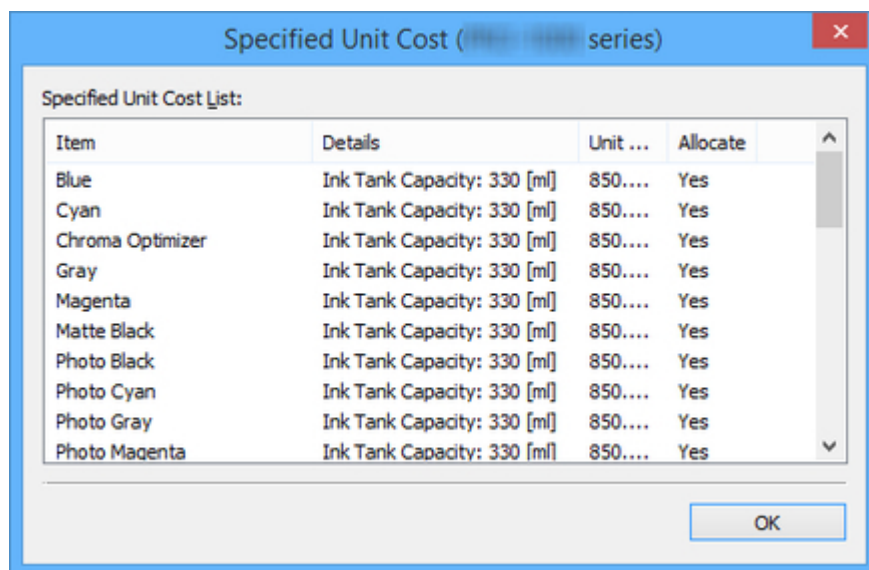 Specified Unit Cost ( series)
Specified Unit Cost List:
Item Details Unit ... Allocate
Blue Ink Tank Capacity: 330 [ml] 850.... Yes
Cyan Ink Tank Capacity: 330 [ml] 850.... Yes
Chroma Optimizer Ink Tank Capacity: 330 [ml] 850.... Yes
Gray Ink Tank Capacity: 330 [ml] 850.... Yes
Magenta Ink Tank Capacity: 330 [ml] 850.... Yes
Matte Black Ink Tank Capacity: 330 [ml] 850.... Yes
Photo Black Ink Tank Capacity: 330 [ml] 850.... Yes
Photo Cyan Ink Tank Capacity: 330 [ml] 850.... Yes
Photo Gray Ink Tank Capacity: 330 [ml] 850.... Yes
Photo Magenta Ink Tank Capacity: 330 [ml] 850.... Yes
OK